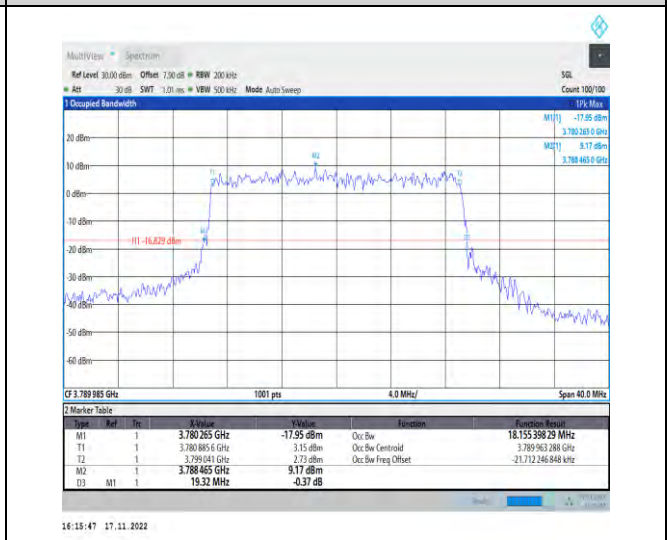 MultiView Spectrum
Ref Level 30.00 dBm Offset 7.90 dB RBW 200 kHz SGL
Att 30 dB SWT 1.01 ms VBW 500 kHz Mode Auto Sweep Count 100/100
1 Occupied Bandwidth 1Pk Max
M1[1] -17.95 dBm
3.780 265 0 GHz
M2[1] 9.17 dBm
3.788 465 0 GHz
20 dBm
10 dBm
0 dBm
-10 dBm
-20 dBm
-30 dBm
-40 dBm
-50 dBm
-60 dBm
M2
T1
T2
M1
H1 -16.829 dBm
CF 3.789 985 GHz 1001 pts 4.0 MHz/ Span 40.0 MHz
2 Marker Table
Type Ref Trc X-Value Y-Value Function Function Result
M1 1 3.780 265 GHz -17.95 dBm Occ Bw 18.155 398 29 MHz
T1 1 3.780 885 6 GHz 3.15 dBm Occ Bw Centroid 3.789 963 288 GHz
T2 1 3.799 041 GHz 2.73 dBm Occ Bw Freq Offset -21.712 246 848 kHz
M2 1 3.788 465 GHz 9.17 dBm
D3 M1 1 19.32 MHz -0.37 dB
16:15:47 17.11.2022